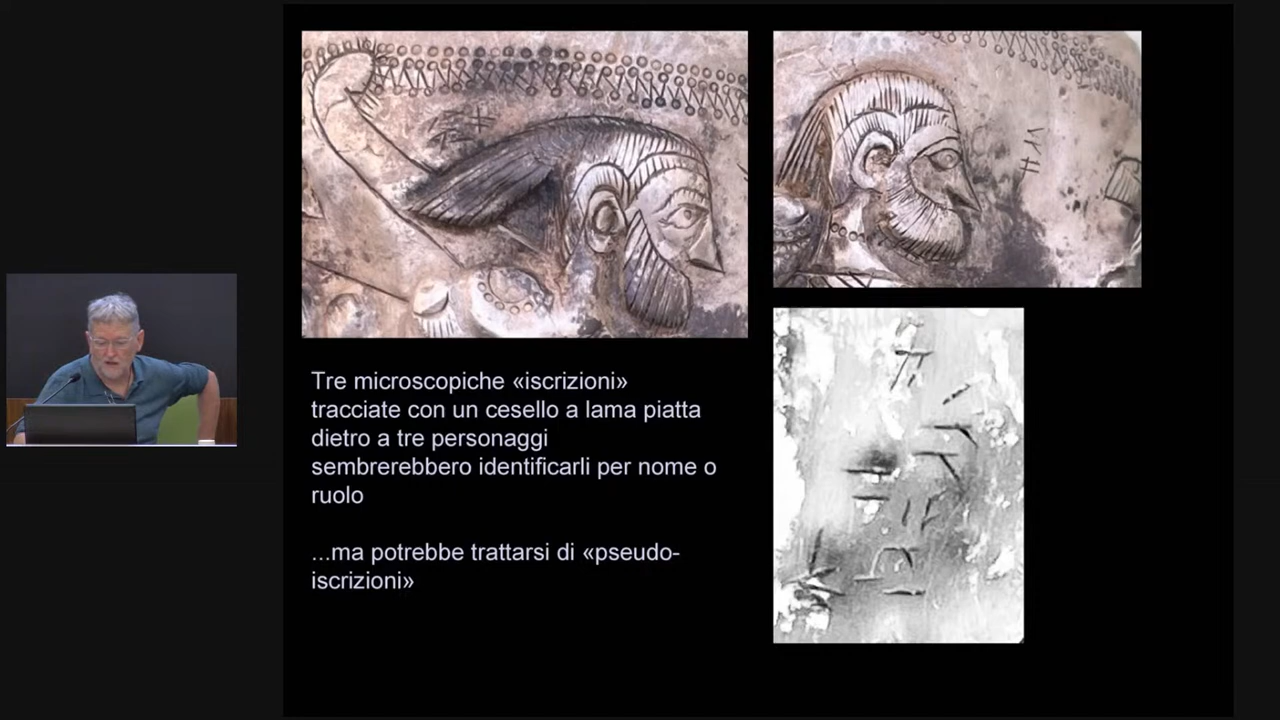 Tre microscopiche «iscrizioni»
tracciate con un cesello a lama piatta
dietro a tre personaggi
sembrerebbero identificarli per nome o
ruolo
...ma potrebbe trattarsi di «pseudo-
iscrizioni»